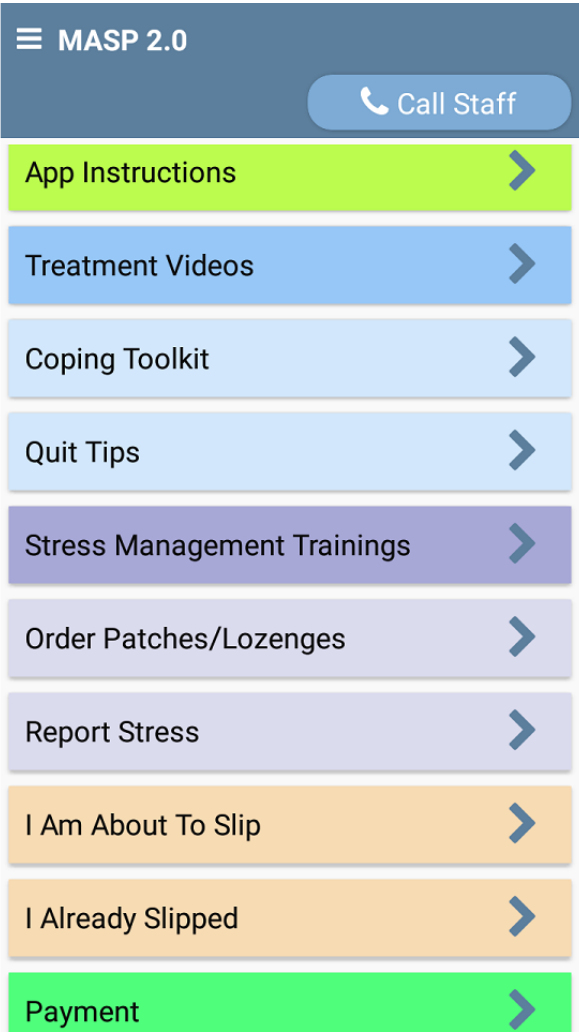 MASP 2.0
Call Staff
App Instructions
Treatment Videos
Coping Toolkit
Quit Tips
Stress Management Trainings
Order Patches/Lozenges
Report Stress
I Am About To Slip
I Already Slipped
Payment